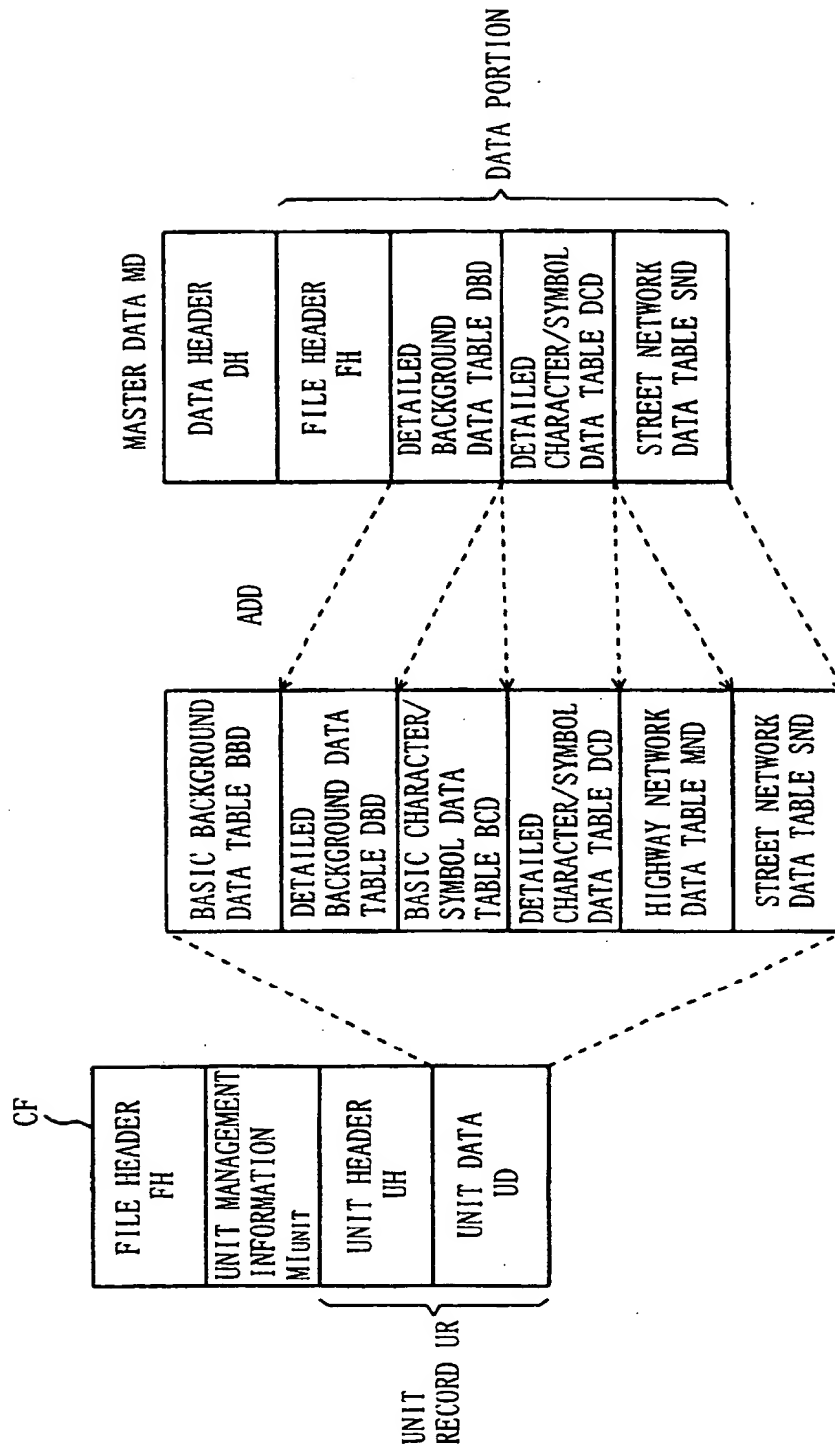 CF
FILE HEADER
FH
UNIT MANAGEMENT
INFORMATION
MIUNIT
UNIT HEADER
UH
UNIT DATA
UD
UNIT
RECORD UR
BASIC BACKGROUND
DATA TABLE BBD
DETAILED
BACKGROUND DATA
TABLE DBD
BASIC CHARACTER/
SYMBOL DATA
TABLE BCD
DETAILED
CHARACTER/SYMBOL
DATA TABLE DCD
HIGHWAY NETWORK
DATA TABLE MND
STREET NETWORK
DATA TABLE SND
ADD
MASTER DATA MD
DATA HEADER
DH
FILE HEADER
FH
DETAILED
BACKGROUND
DATA TABLE DBD
DETAILED
CHARACTER/SYMBOL
DATA TABLE DCD
STREET NETWORK
DATA TABLE SND
DATA PORTION